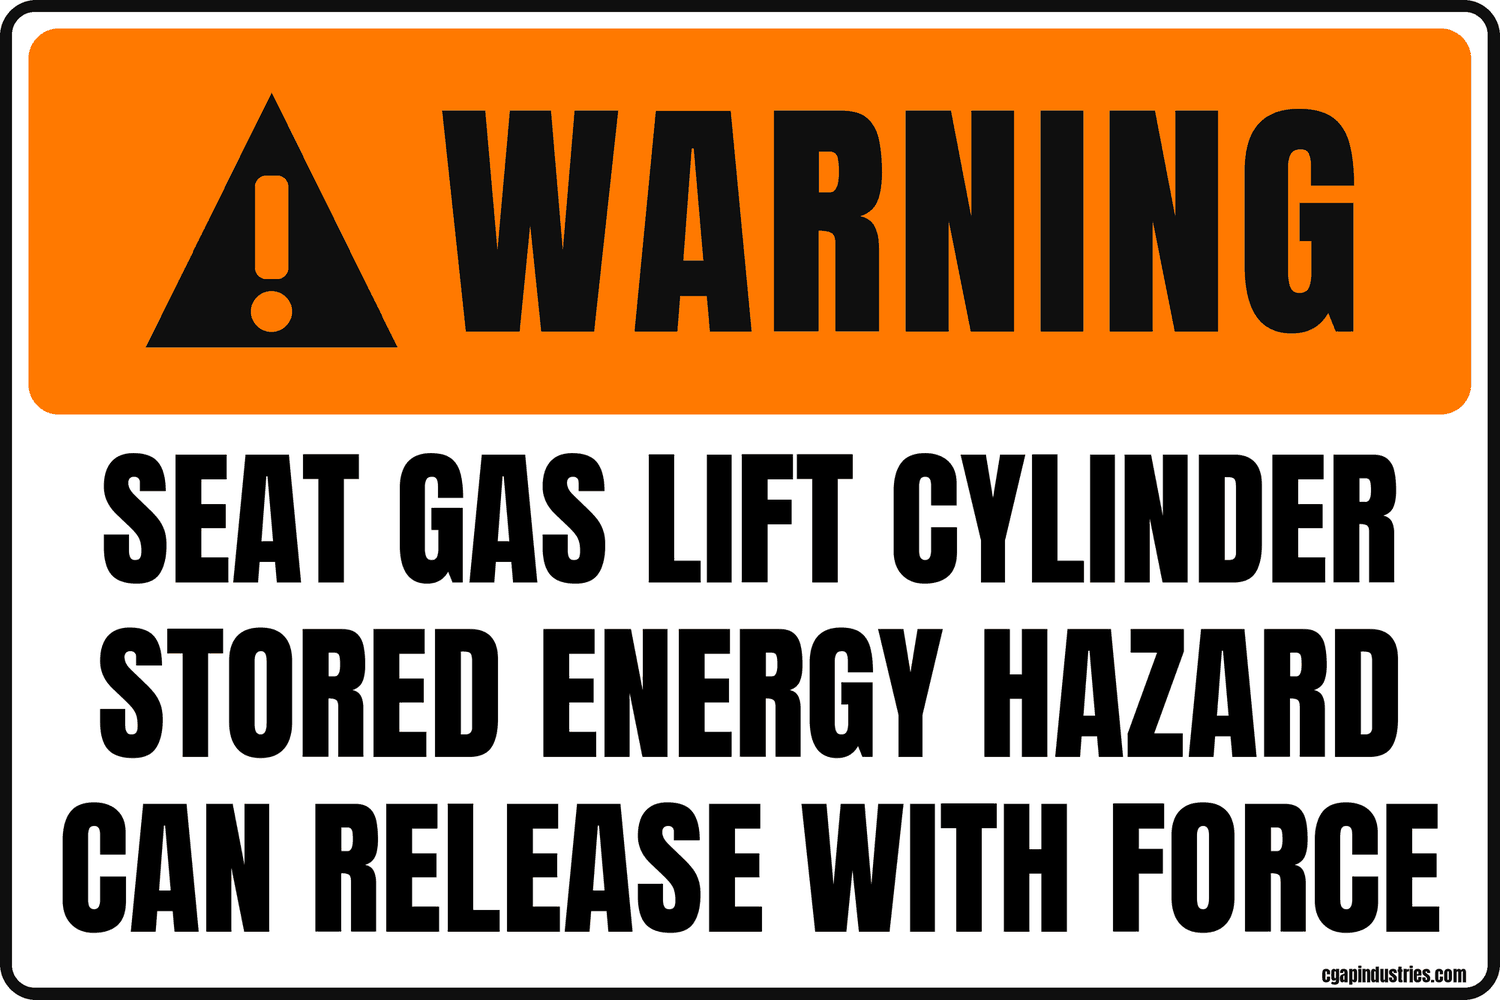 WARNING
SEAT GAS LIFT CYLINDER
STORED ENERGY HAZARD
CAN RELEASE WITH FORCE
cgapindustries.com